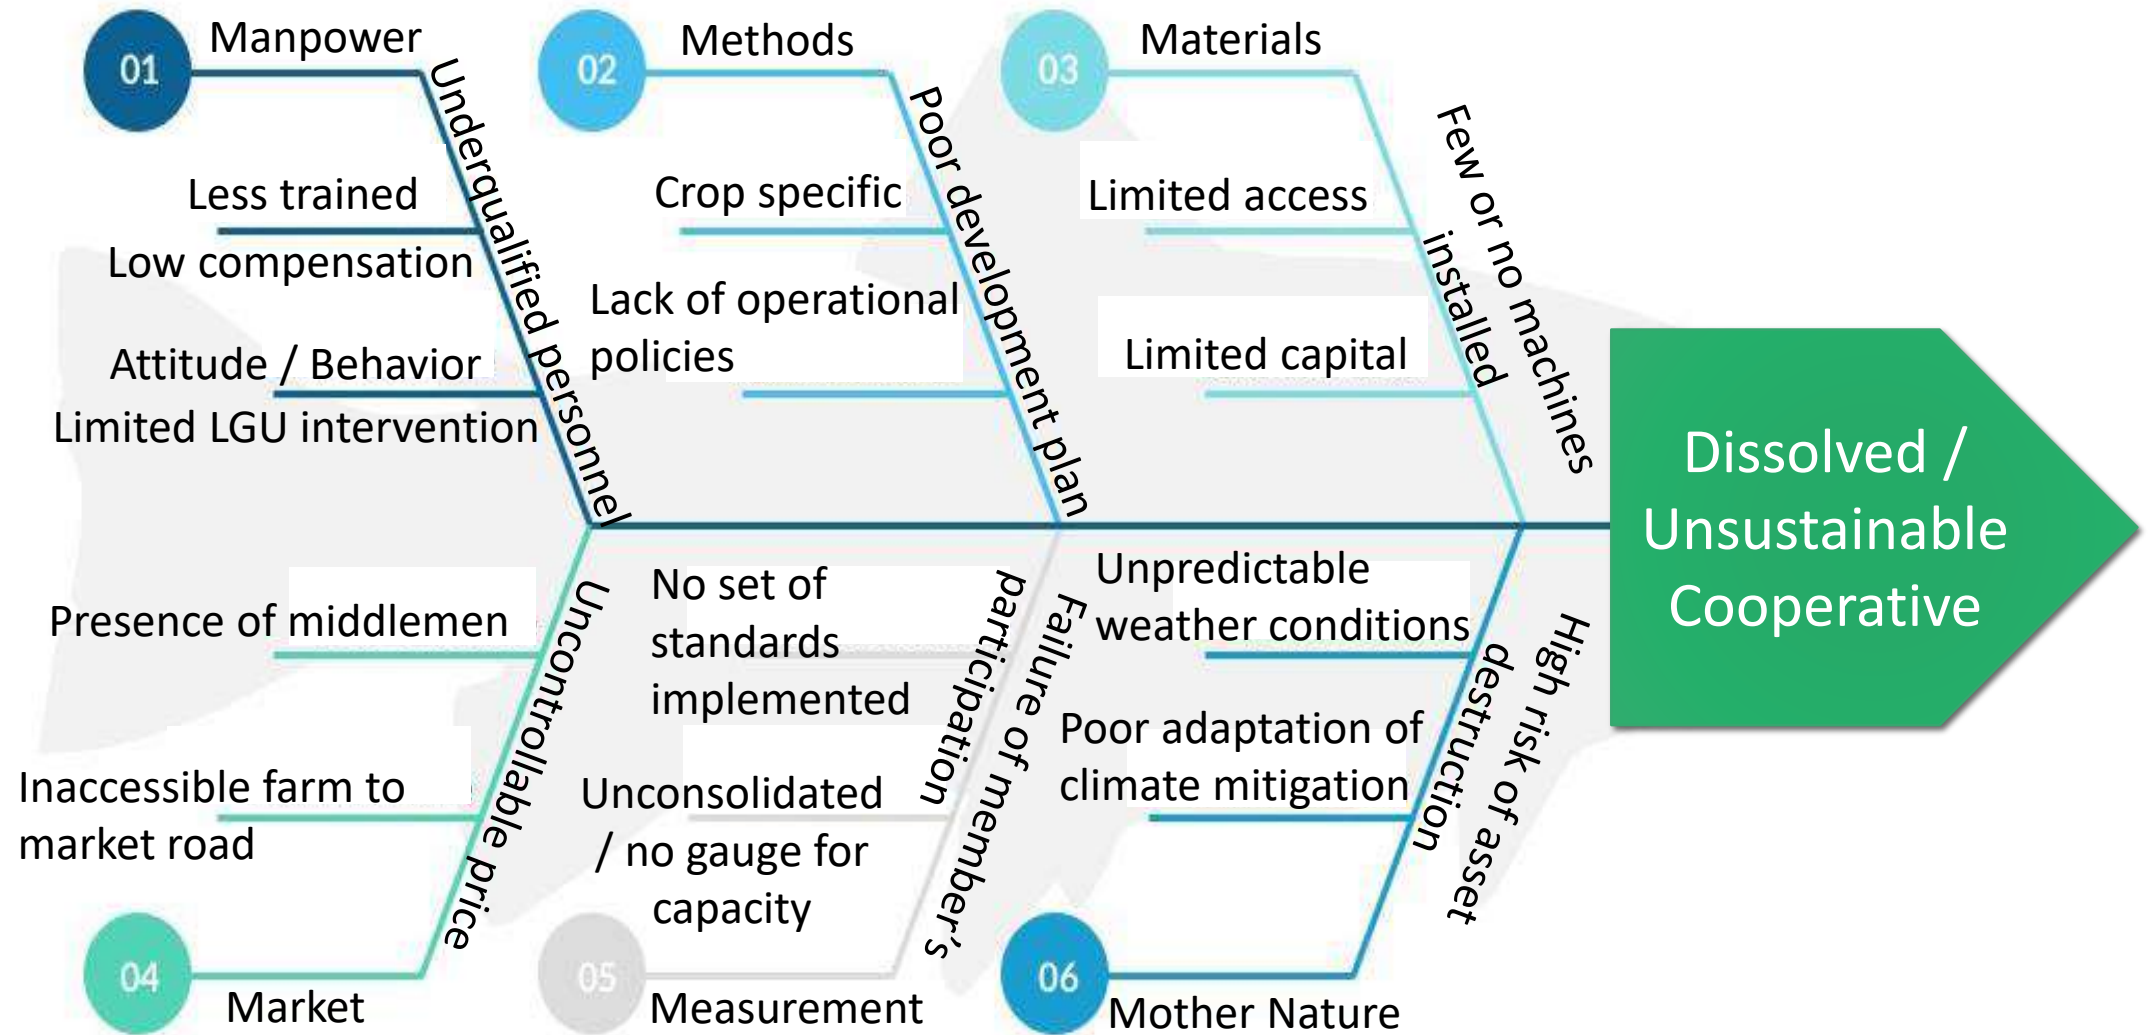 01
Manpower
Underqualified personnel
Less trained
Low compensation
Attitude / Behavior
Limited LGU intervention
02
Methods
Poor development plan
Crop specific
Lack of operational
policies
03
Materials
Few or no machines
installed
Limited access
Limited capital
Dissolved /
Unsustainable
Cooperative
Presence of middlemen
Inaccessible farm to
market road
Uncontrollable price
04
Market
No set of
standards
implemented
Unconsolidated
/ no gauge for
capacity
Failure of member's
participation
05
Measurement
Unpredictable
weather conditions
Poor adaptation of
climate mitigation
High risk of asset
destruction
06
Mother Nature